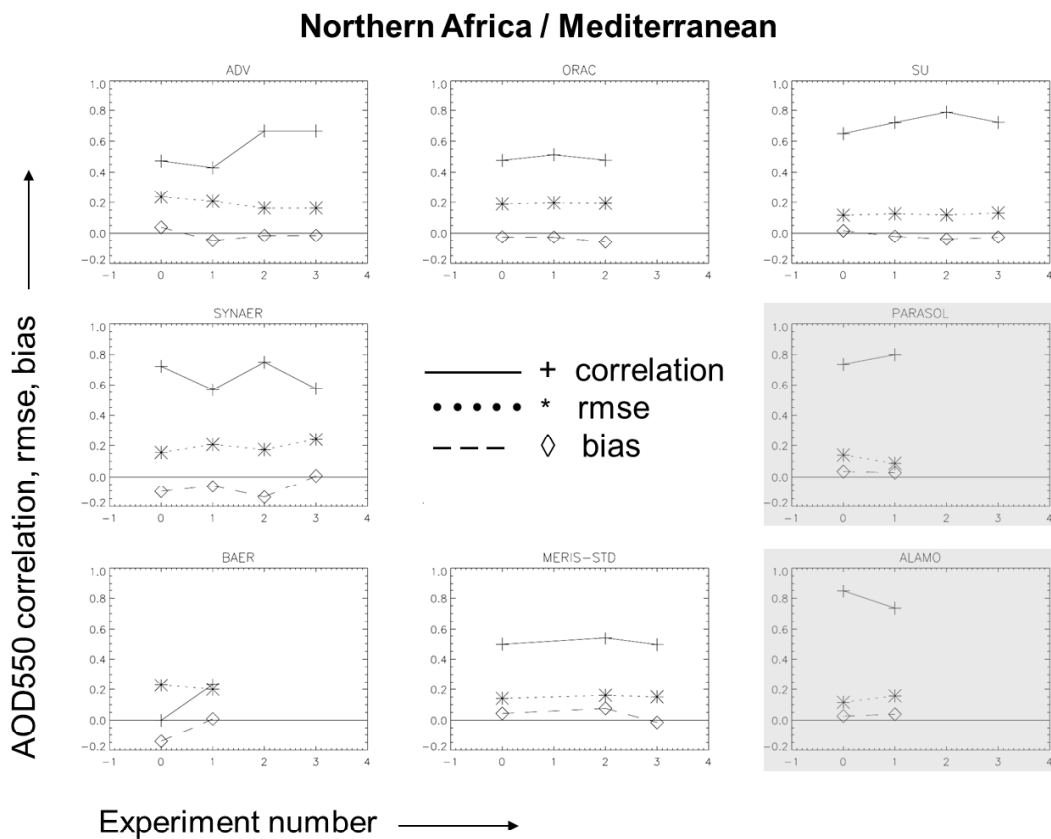 Northern Africa / Mediterranean
ADV
1.0
0.8
0.6
0.4
0.2
0.0
−0.2
−1 0 1 2 3 4
ORAC
1.0
0.8
0.6
0.4
0.2
0.0
−0.2
−1 0 1 2 3 4
SU
1.0
0.8
0.6
0.4
0.2
0.0
−0.2
−1 0 1 2 3 4
SYNAER
1.0
0.8
0.6
0.4
0.2
0.0
−0.2
−1 0 1 2 3 4
+ correlation
* rmse
◇ bias
PARASOL
1.0
0.8
0.6
0.4
0.2
0.0
−0.2
−1 0 1 2 3 4
BAER
1.0
0.8
0.6
0.4
0.2
0.0
−0.2
−1 0 1 2 3 4
MERIS−STD
1.0
0.8
0.6
0.4
0.2
0.0
−0.2
−1 0 1 2 3 4
ALAMO
1.0
0.8
0.6
0.4
0.2
0.0
−0.2
−1 0 1 2 3 4
AOD550 correlation, rmse, bias
Experiment number